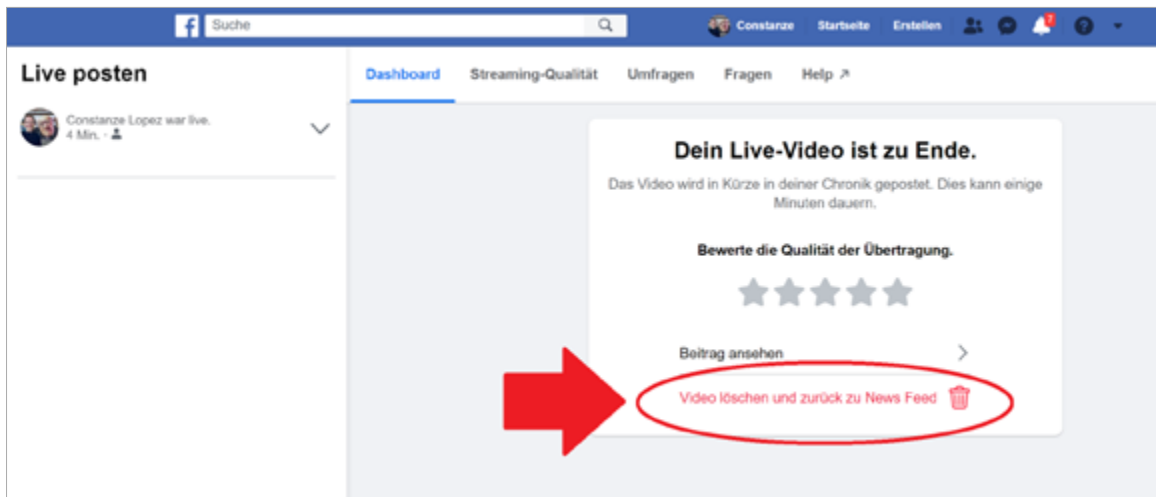 f Suche Constanze Startseite Erstellen 7
Live posten
Dashboard Streaming-Qualität Umfragen Fragen Help
Constanze Lopez war live.
4 Min. ·
Dein Live-Video ist zu Ende.
Das Video wird in Kürze in deiner Chronik gepostet. Dies kann einige
Minuten dauern.
Bewerte die Qualität der Übertragung.
Beitrag ansehen
Video löschen und zurück zu News Feed